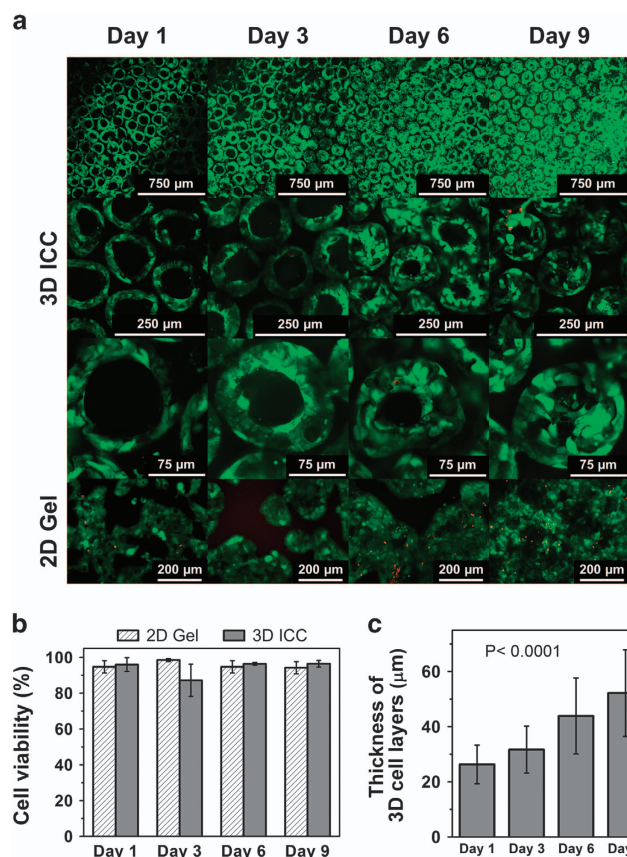 a
Day 1 Day 3 Day 6 Day 9
3D ICC
750 µm 750 µm 750 µm 750 µm
250 µm 250 µm 250 µm 250 µm
75 µm 75 µm 75 µm 75 µm
2D Gel
200 µm 200 µm 200 µm 200 µm
b
2D Gel 3D ICC
Cell viability (%)
100
80
60
40
20
0
Day 1 Day 3 Day 6 Day 9
c
P< 0.0001
Thickness of
3D cell layers (µm)
60
40
20
0
Day 1 Day 3 Day 6 Day